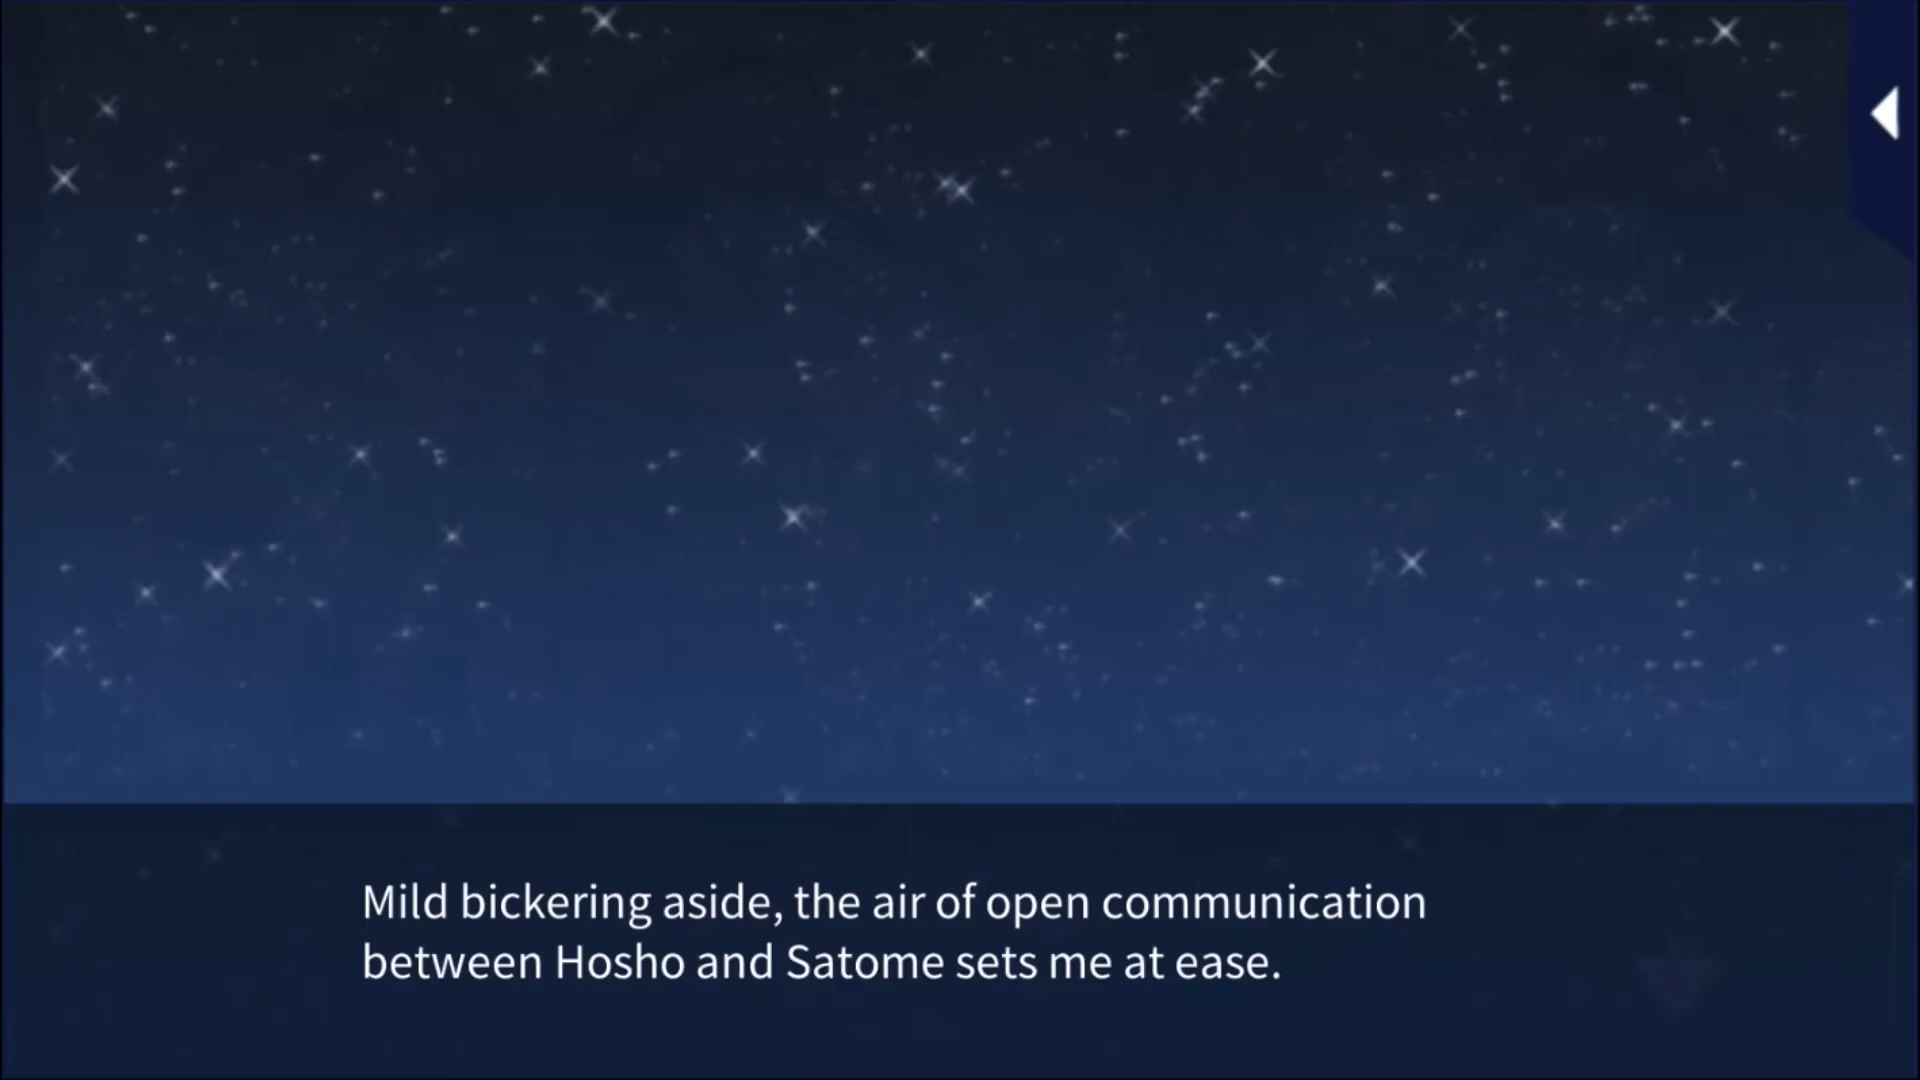 Mild bickering aside, the air of open communication
between Hosho and Satome sets me at ease.